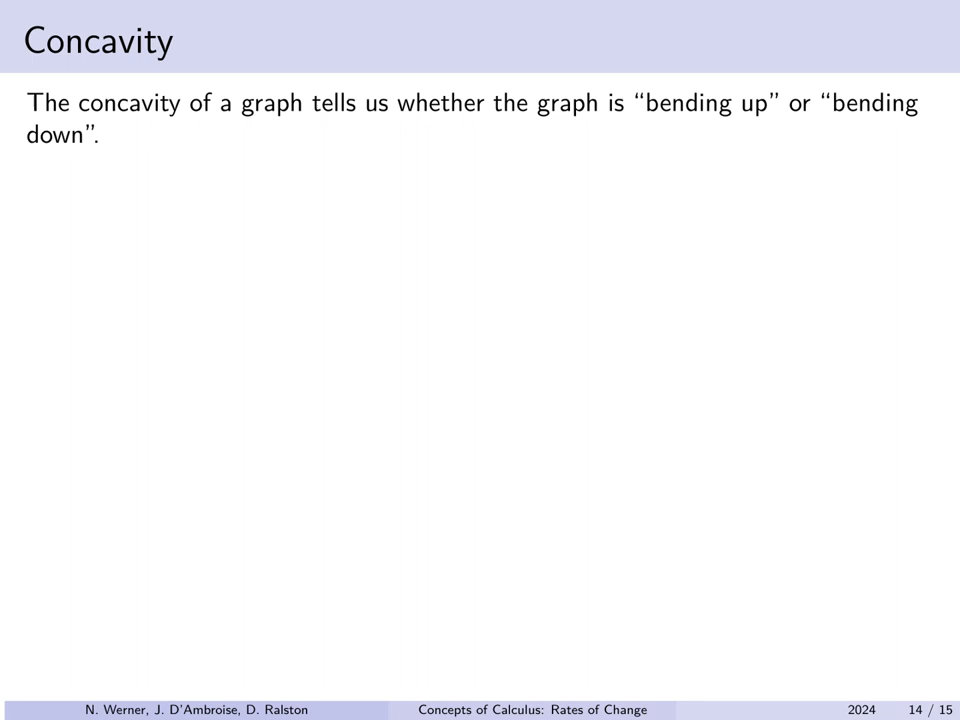 Concavity
The concavity of a graph tells us whether the graph is “bending up” or “bending
down”.
N. Werner, J. D'Ambroise, D. Ralston Concepts of Calculus: Rates of Change 2024 14 / 15